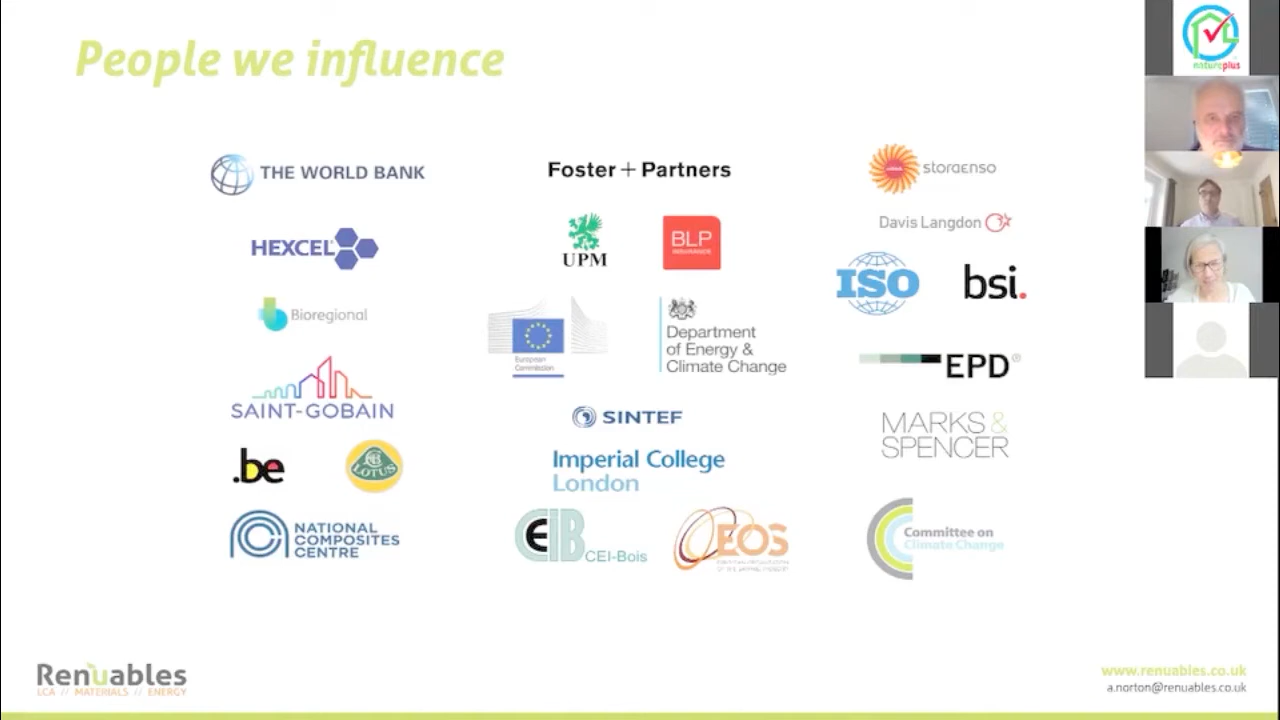 People we influence
natureplus
THE WORLD BANK
Foster + Partners
storaenso
HEXCEL
UPM
BLP
INSURANCE
Davis Langdon
ISO
bsi.
Bioregional
European
Commission
Department
of Energy &
Climate Change
EPD®
SAINT-GOBAIN
SINTEF
MARKS &
SPENCER
.be
LOTUS
Imperial College
London
NATIONAL
COMPOSITES
CENTRE
CEIB
CEI-Bois
EOS
Committee on
Climate Change
Renuables
LCA // MATERIALS // ENERGY
www.renuables.co.uk
a.norton@renuables.co.uk